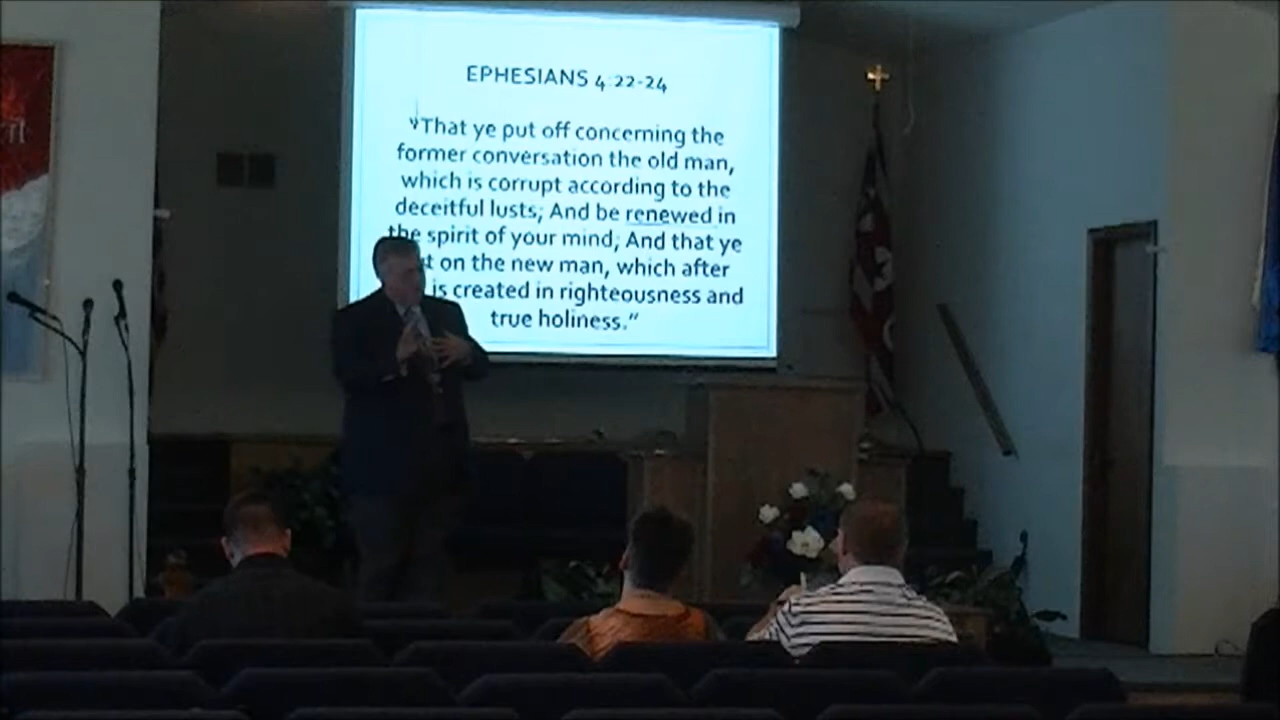 EPHESIANS 4:22-24
"That ye put off concerning the
former conversation the old man,
which is corrupt according to the
deceitful lusts; And be renewed in
the spirit of your mind; And that ye
t on the new man, which after
is created in righteousness and
true holiness."